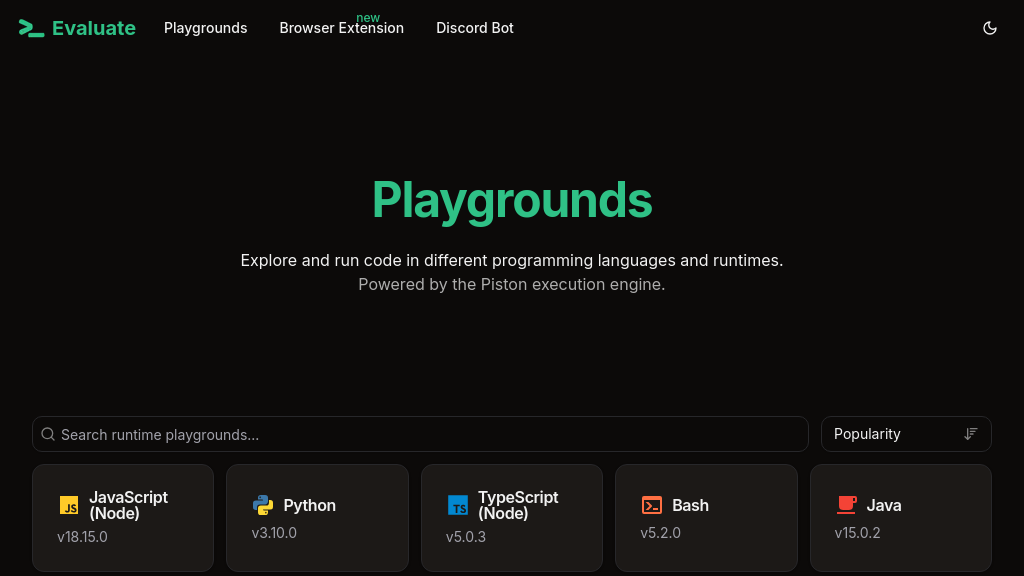 Evaluate
Playgrounds
Browser Extension
new
Discord Bot
Playgrounds
Explore and run code in different programming languages and runtimes.
Powered by the Piston execution engine.
Search runtime playgrounds...
Popularity
JS
JavaScript
(Node)
v18.15.0
Python
v3.10.0
TS
TypeScript
(Node)
v5.0.3
Bash
v5.2.0
Java
v15.0.2